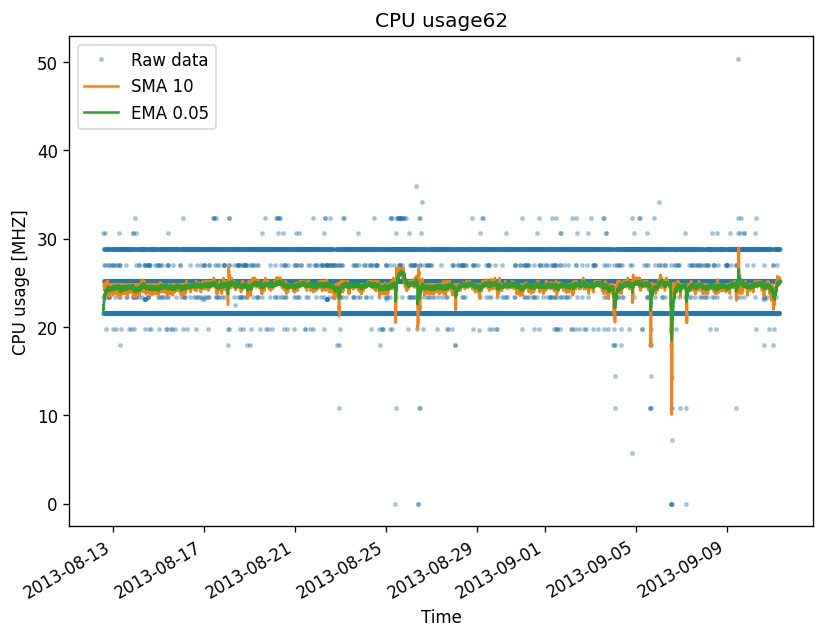 CPU usage62
Raw data
SMA 10
EMA 0.05
CPU usage [MHZ]
50
40
30
20
10
0
2013-08-13
2013-08-17
2013-08-21
2013-08-25
2013-08-29
2013-09-01
2013-09-05
2013-09-09
Time